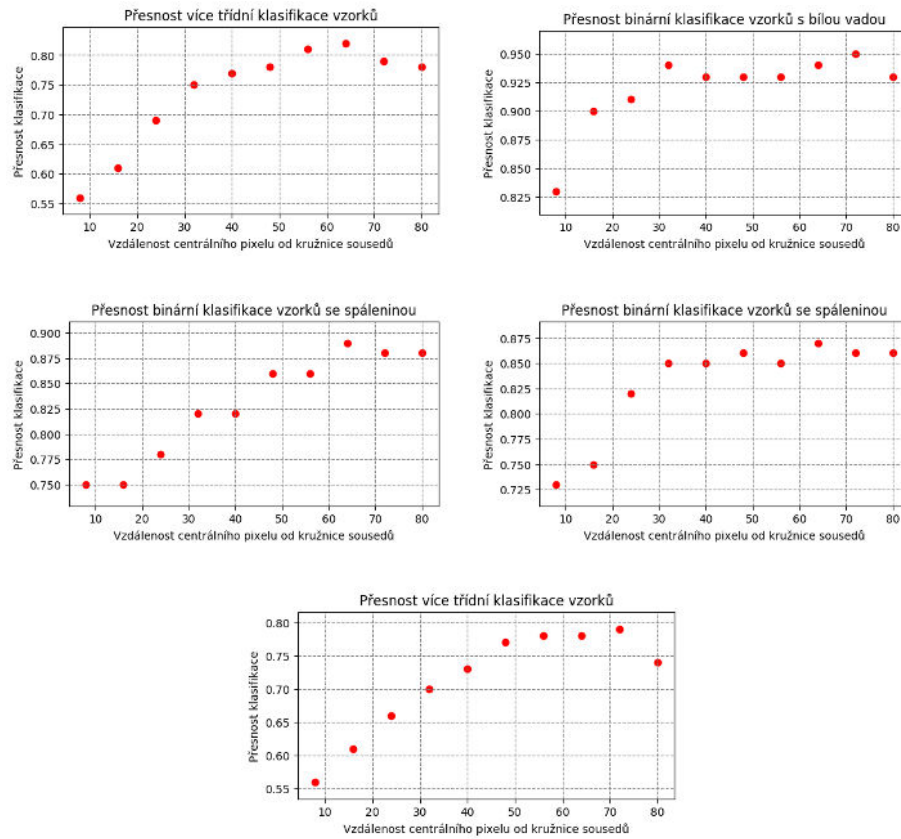 Přesnost více třídní klasifikace vzorků
Přesnost klasifikace
0.80
0.75
0.70
0.65
0.60
0.55
10 20 30 40 50 60 70 80
Vzdálenost centrálního pixelu od kružnice sousedů
Přesnost binární klasifikace vzorků s bílou vadou
Přesnost klasifikace
0.950
0.925
0.900
0.875
0.850
0.825
10 20 30 40 50 60 70 80
Vzdálenost centrálního pixelu od kružnice sousedů
Přesnost binární klasifikace vzorků se spáleninou
Přesnost klasifikace
0.900
0.875
0.850
0.825
0.800
0.775
0.750
10 20 30 40 50 60 70 80
Vzdálenost centrálního pixelu od kružnice sousedů
Přesnost binární klasifikace vzorků se spáleninou
Přesnost klasifikace
0.875
0.850
0.825
0.800
0.775
0.750
0.725
10 20 30 40 50 60 70 80
Vzdálenost centrálního pixelu od kružnice sousedů
Přesnost více třídní klasifikace vzorků
Přesnost klasifikace
0.80
0.75
0.70
0.65
0.60
0.55
10 20 30 40 50 60 70 80
Vzdálenost centrálního pixelu od kružnice sousedů